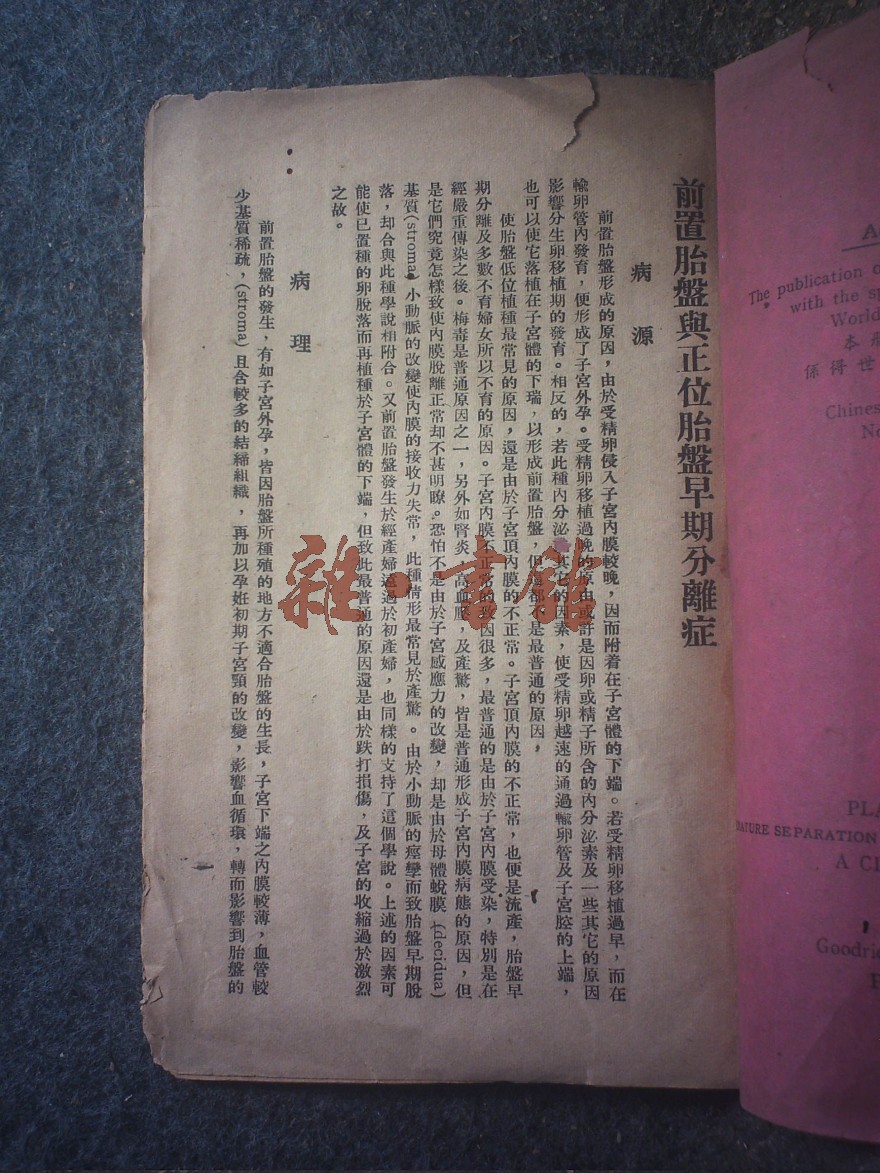 前置胎盤與正位胎盤早期分離症
病源
前置胎盤形成的原因，由於受精卵侵入子宮內膜較晚，因而附着在子宮體的下端。若受精卵移植過早，而在
輸卵管內發育，便形成了子宮外孕。受精卵移植過晚的原由或許是因卵或精子所含的內分泌素及一些其它的原因
影響分生卵移植期的發育。相反的，若此種內分泌其它的因素，使受精卵越速的通過輸卵管及子宮腔的上端，
也可以使它落植在子宮體的下瑞，以形成前置胎盤，但這都不是最普通的原因，
使胎盤低位植種最常見的原因，還是由於子宮頂內膜的不正常。子宮頂內膜的不正常，也便是流產，胎盤早
期分離及多數不育婦女所以不育的原因。子宮內膜不正常的致因很多，最普通的是由於子宮內膜受染，特別是在
經嚴重傳染之後。梅毒是普通原因之一，另外如腎炎，高血壓，及產驚，皆是普通形成子宮內膜病態的原因，但
是它們究竟怎樣致使內膜脫離正常却不甚明瞭。恐怕不是由於子宮感應力的改變，却是由於母體蛻膜(decidua)
基質(stroma)小動脈的改變使內膜的接收力失常，此種情形最常見於產驚。由於小動脈的痙攣而致胎盤早期脫
落，却合與此種學說相附合。又前置胎盤發生於經產婦遠過於初產婦，也同樣的支持了這個學說。上述的因素可
能使已置種的卵脫落而再植種於子宮體的下端，但致此最普通的原因還是由於跌打損傷，及子宮的收縮過於激烈
之故。
病理
前置胎盤的發生，有如子宮外孕，皆因胎盤所種殖的地方不適合胎盤的生長，子宮下端之內膜較薄，血管較
少基質稀疏，(stroma)且含較多的結締組織，再加以孕姙初期子宮頸的改變，影響血循環，轉而影響到胎盤的
雜·書館
The publication o
with the sp
World
本
係得世
Chines
No
PLA
MATURE SEPARATION
A Cl
Goodri